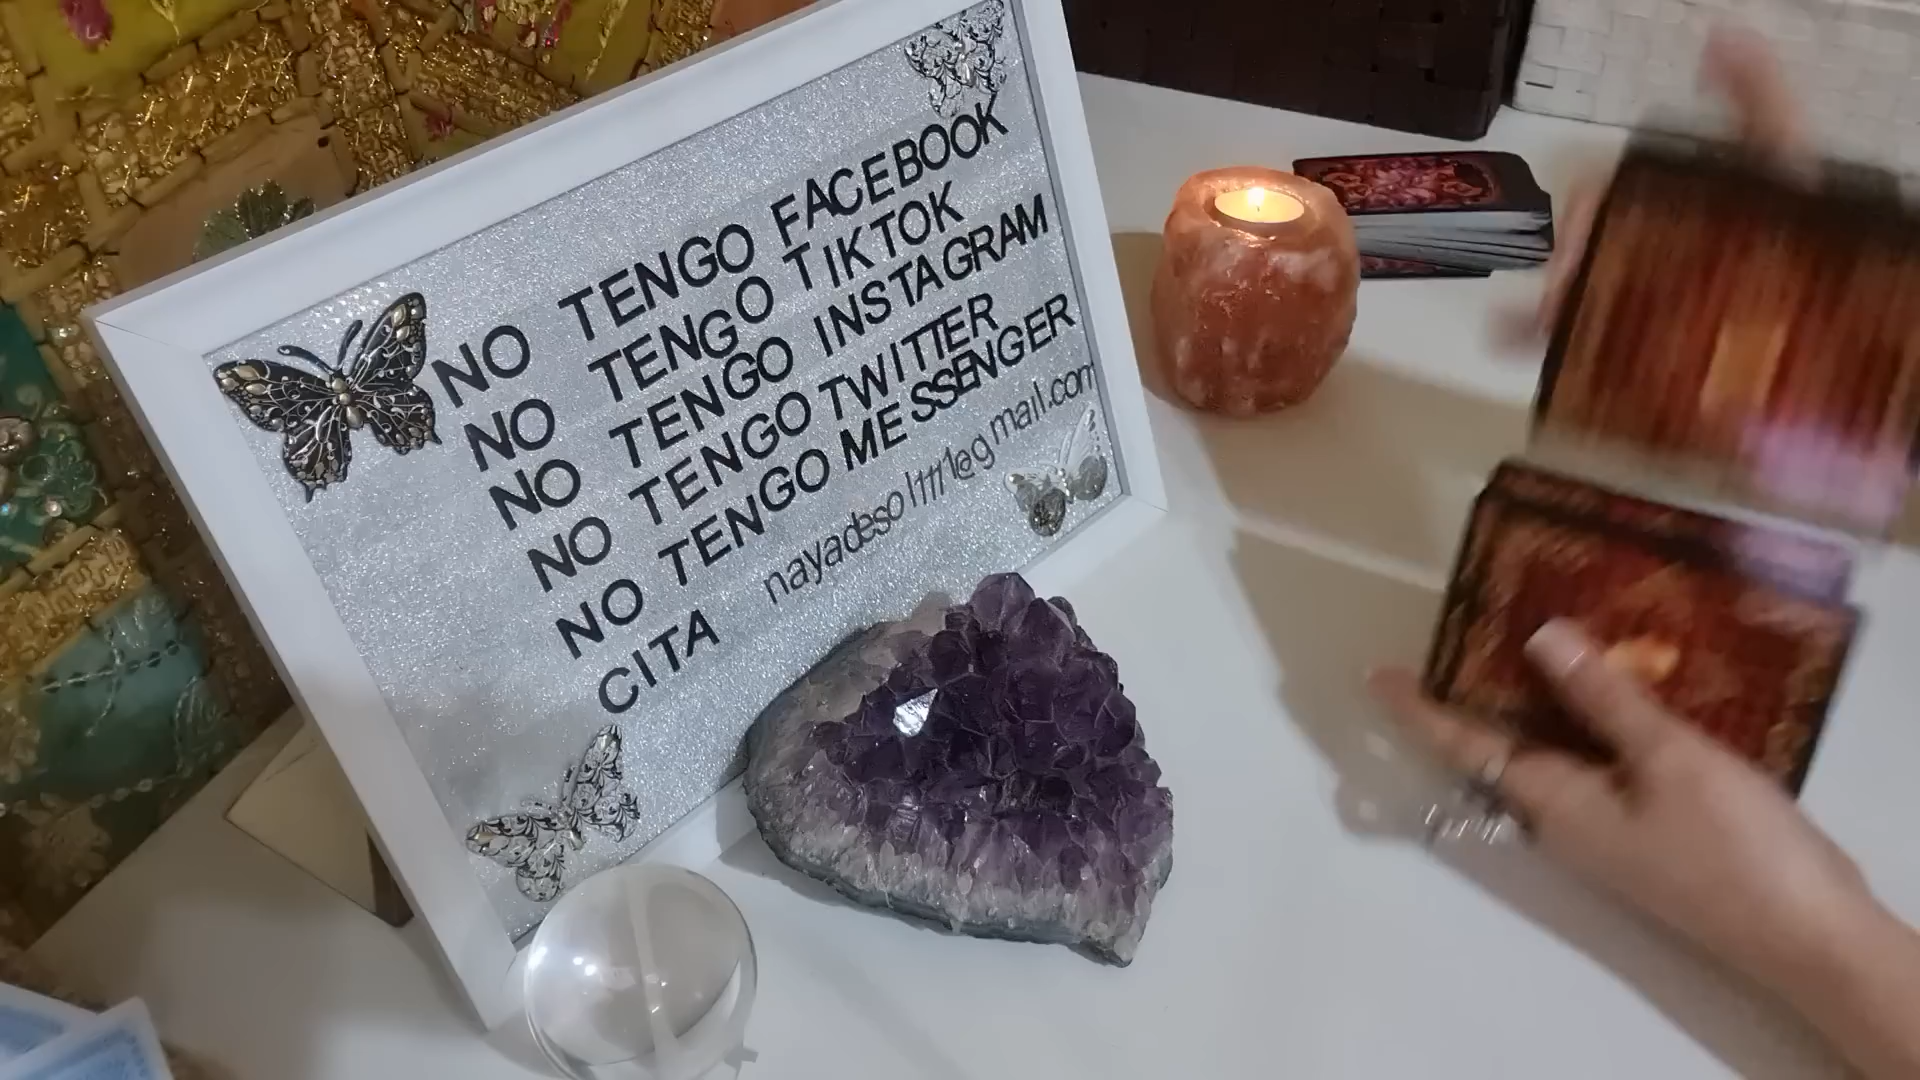 NO TENGO FACEBOOK
NO TENGO TIKTOK
NO TENGO INSTAGRAM
NO TENGO TWITTER
NO TENGO MESSENGER
CITA nayadesol1111@gmail.com